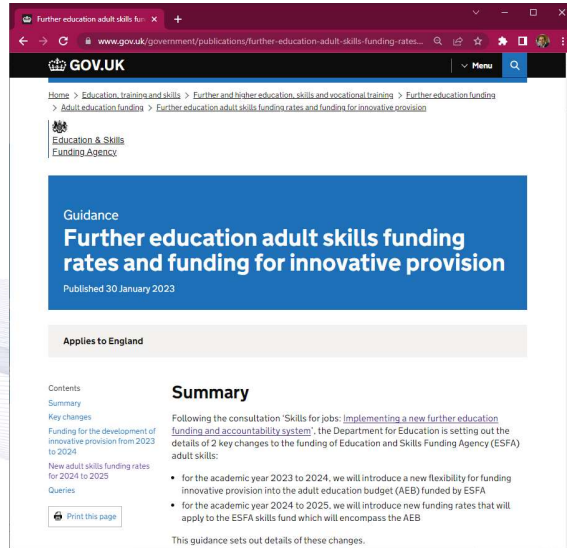 Further education adult skills fun
www.gov.uk/government/publications/further-education-adult-skills-funding-rates...
GOV.UK
Menu
Home > Education, training and skills > Further and higher education, skills and vocational training > Further education funding
> Adult education funding > Further education adult skills funding rates and funding for innovative provision
Education & Skills
Funding Agency
Guidance
Further education adult skills funding
rates and funding for innovative provision
Published 30 January 2023
Applies to England
Contents
Summary
Key changes
Funding for the development of
innovative provision from 2023
to 2024
New adult skills funding rates
for 2024 to 2025
Queries
Print this page
Summary
Following the consultation 'Skills for jobs: Implementing a new further education
funding and accountability system', the Department for Education is setting out the
details of 2 key changes to the funding of Education and Skills Funding Agency (ESFA)
adult skills:
• for the academic year 2023 to 2024, we will introduce a new flexibility for funding
innovative provision into the adult education budget (AEB) funded by ESFA
• for the academic year 2024 to 2025, we will introduce new funding rates that will
apply to the ESFA skills fund which will encompass the AEB
This guidance sets out details of these changes.